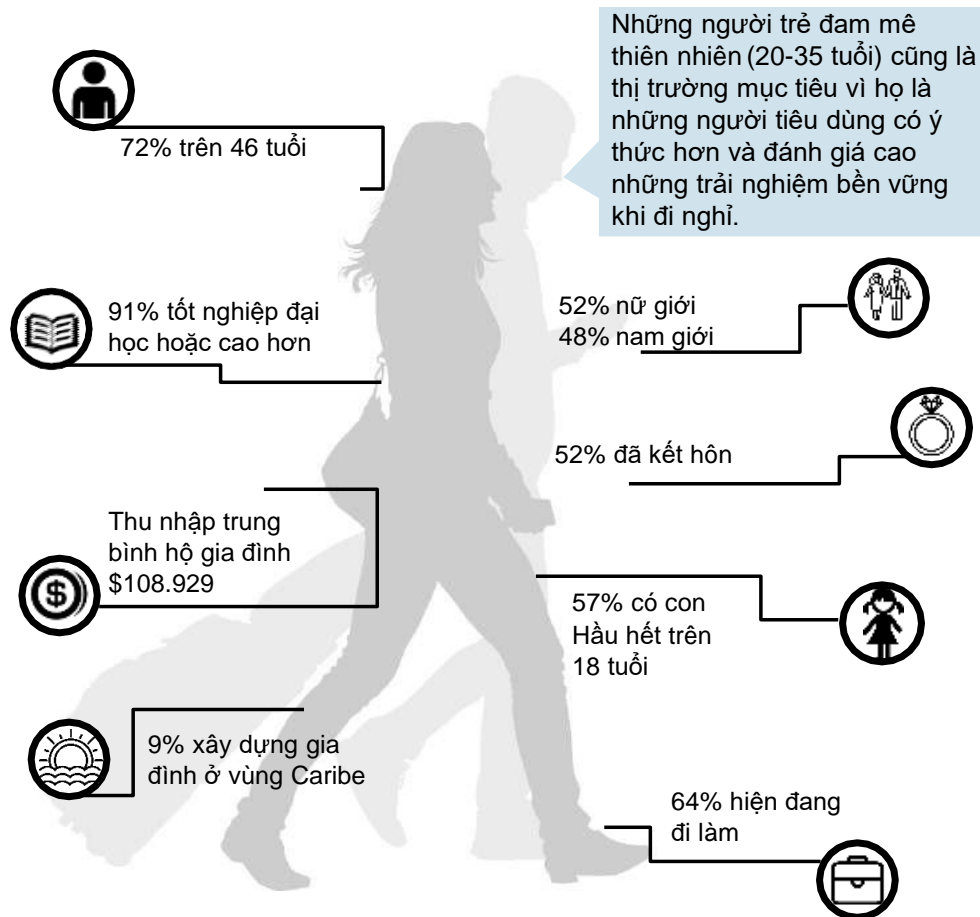 Những người trẻ đam mê
thiên nhiên (20-35 tuổi) cũng là
thị trường mục tiêu vì họ là
những người tiêu dùng có ý
thức hơn và đánh giá cao
những trải nghiệm bền vững
khi đi nghỉ.
72% trên 46 tuổi
91% tốt nghiệp đại
học hoặc cao hơn
52% nữ giới
48% nam giới
52% đã kết hôn
Thu nhập trung
bình hộ gia đình
$108.929
57% có con
Hầu hết trên
18 tuổi
9% xây dựng gia
đình ở vùng Caribe
64% hiện đang
đi làm